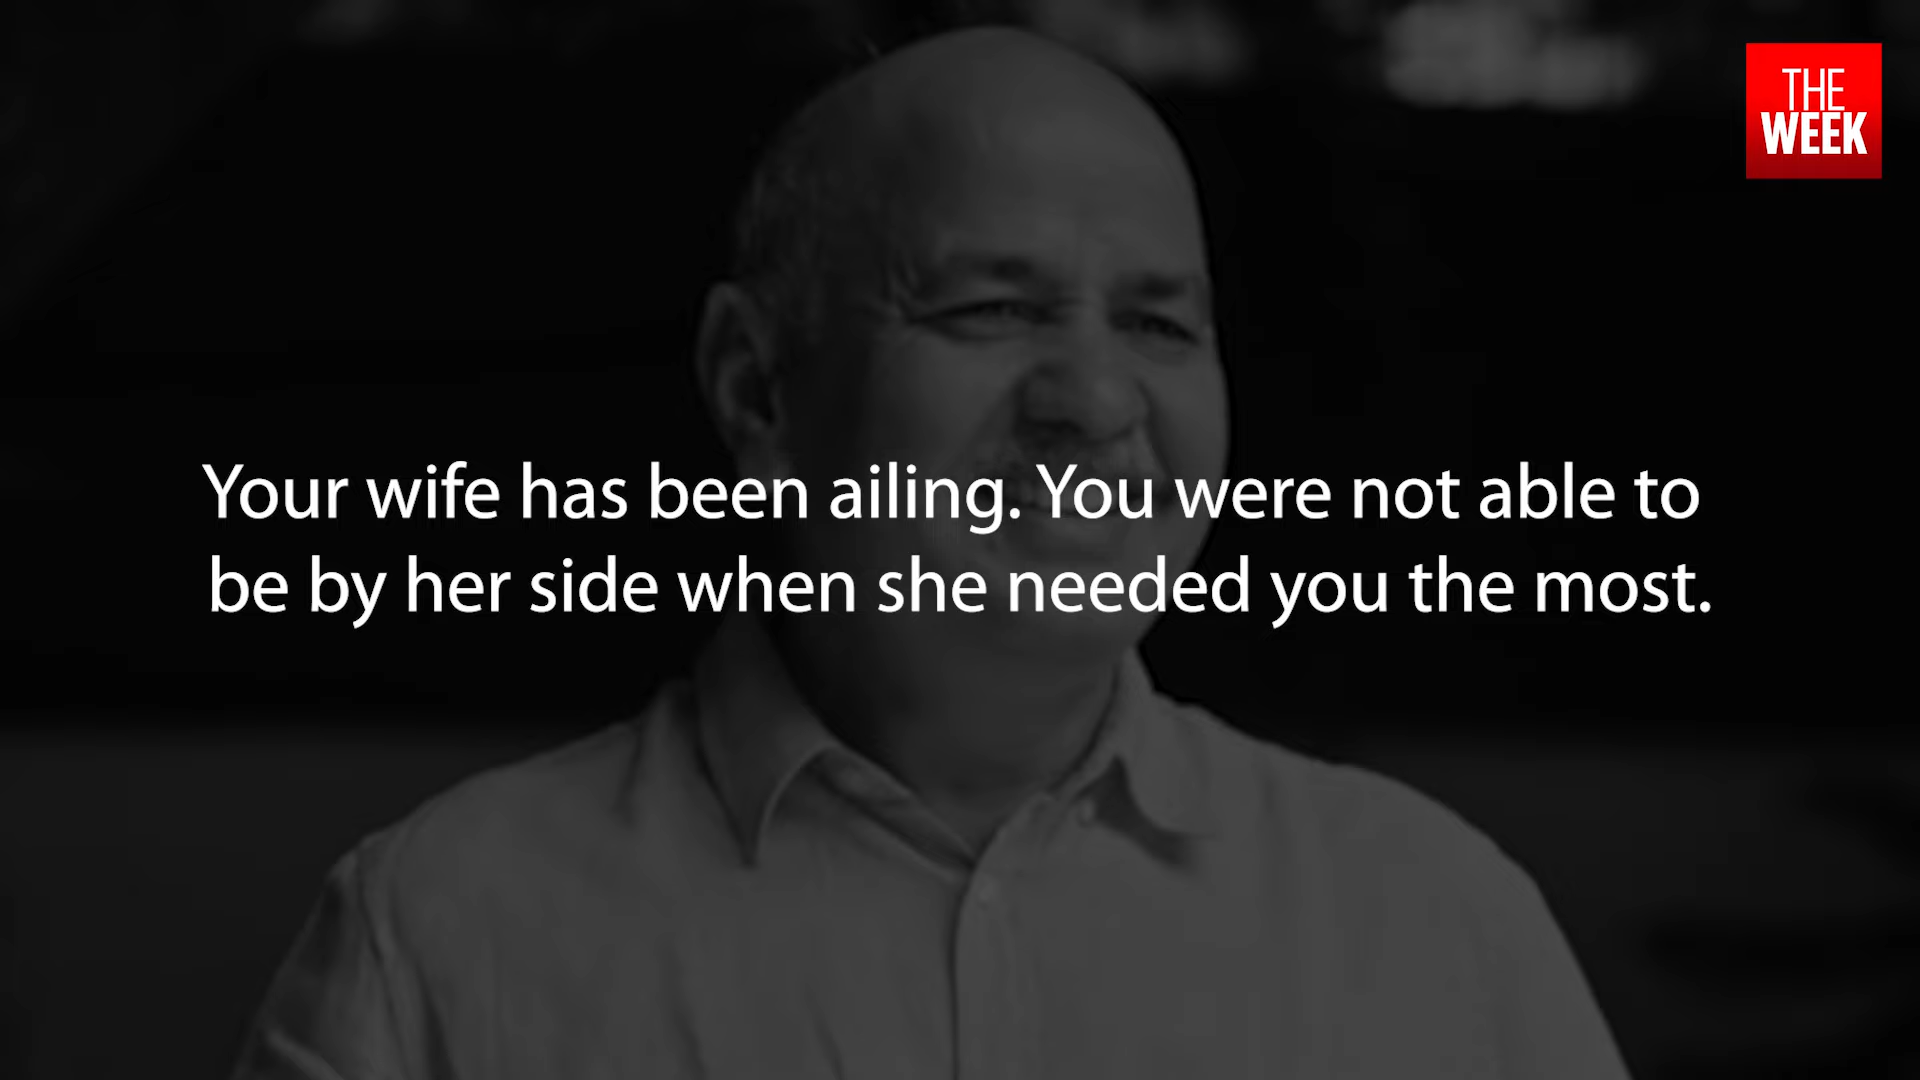 THE
WEEK
Your wife has been ailing. You were not able to
be by her side when she needed you the most.